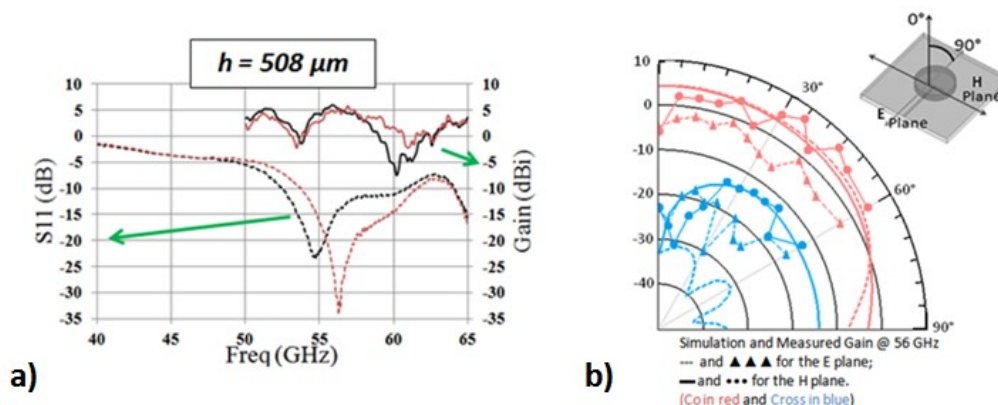 h = 508 µm
10
5
0
-5
-10
-15
-20
-25
-30
-35
S11 (dB)
10
5
0
-5
-10
-15
-20
-25
-30
-35
Gain (dBi)
40 45 50 55 60 65
Freq (GHz)
a)
10
0
-10
-20
-30
-40
30°
60°
90°
0°
90°
H
Plane
E
Plane
Simulation and Measured Gain @ 56 GHz
--- and ▲▲▲ for the E plane;
— and ••• for the H plane.
(Co in red and Cross in blue)
b)